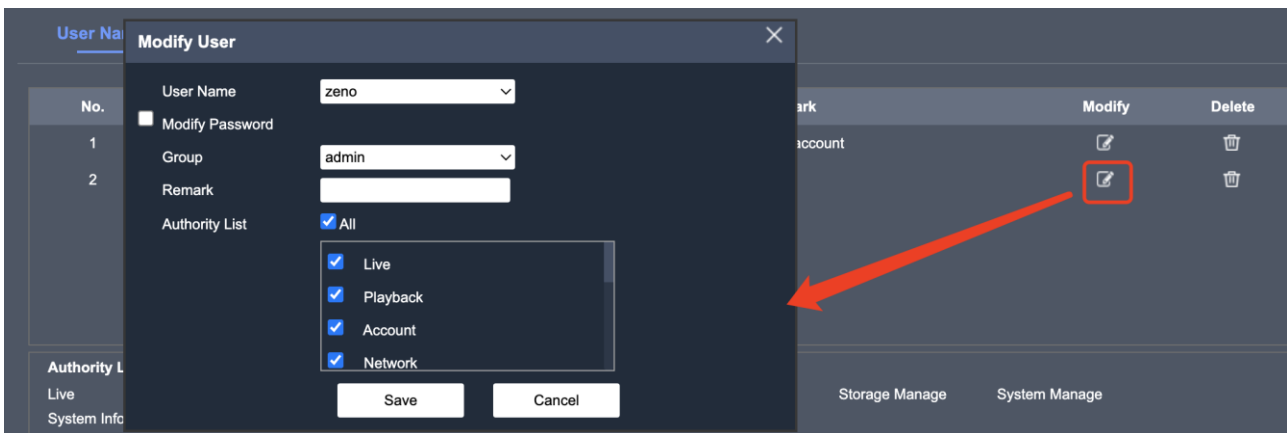 User Na
Modify User
User Name zeno
Modify Password
Group admin
Remark
Authority List All
Live
Playback
Account
Network
Save Cancel
No. ark Modify Delete
1 account
2
Authority L
Live Storage Manage System Manage
System Info